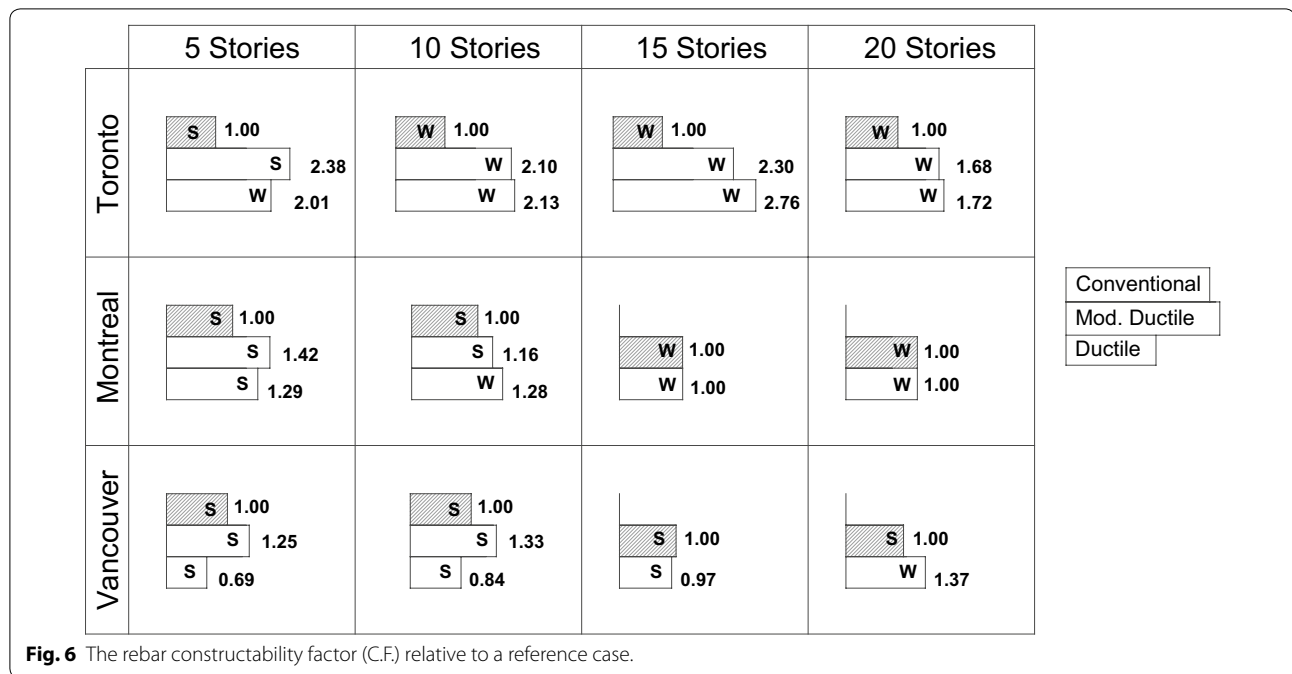 5 Stories 10 Stories 15 Stories 20 Stories
Toronto
S 1.00 W 1.00 W 1.00 W 1.00
S 2.38 W 2.10 W 2.30 W 1.68
W 2.01 W 2.13 W 2.76 W 1.72
Montreal
S 1.00 S 1.00
S 1.42 S 1.16 W 1.00 W 1.00
S 1.29 W 1.28 W 1.00 W 1.00
Vancouver
S 1.00 S 1.00
S 1.25 S 1.33 S 1.00 S 1.00
S 0.69 S 0.84 S 0.97 W 1.37
Conventional
Mod. Ductile
Ductile
Fig. 6 The rebar constructability factor (C.F.) relative to a reference case.